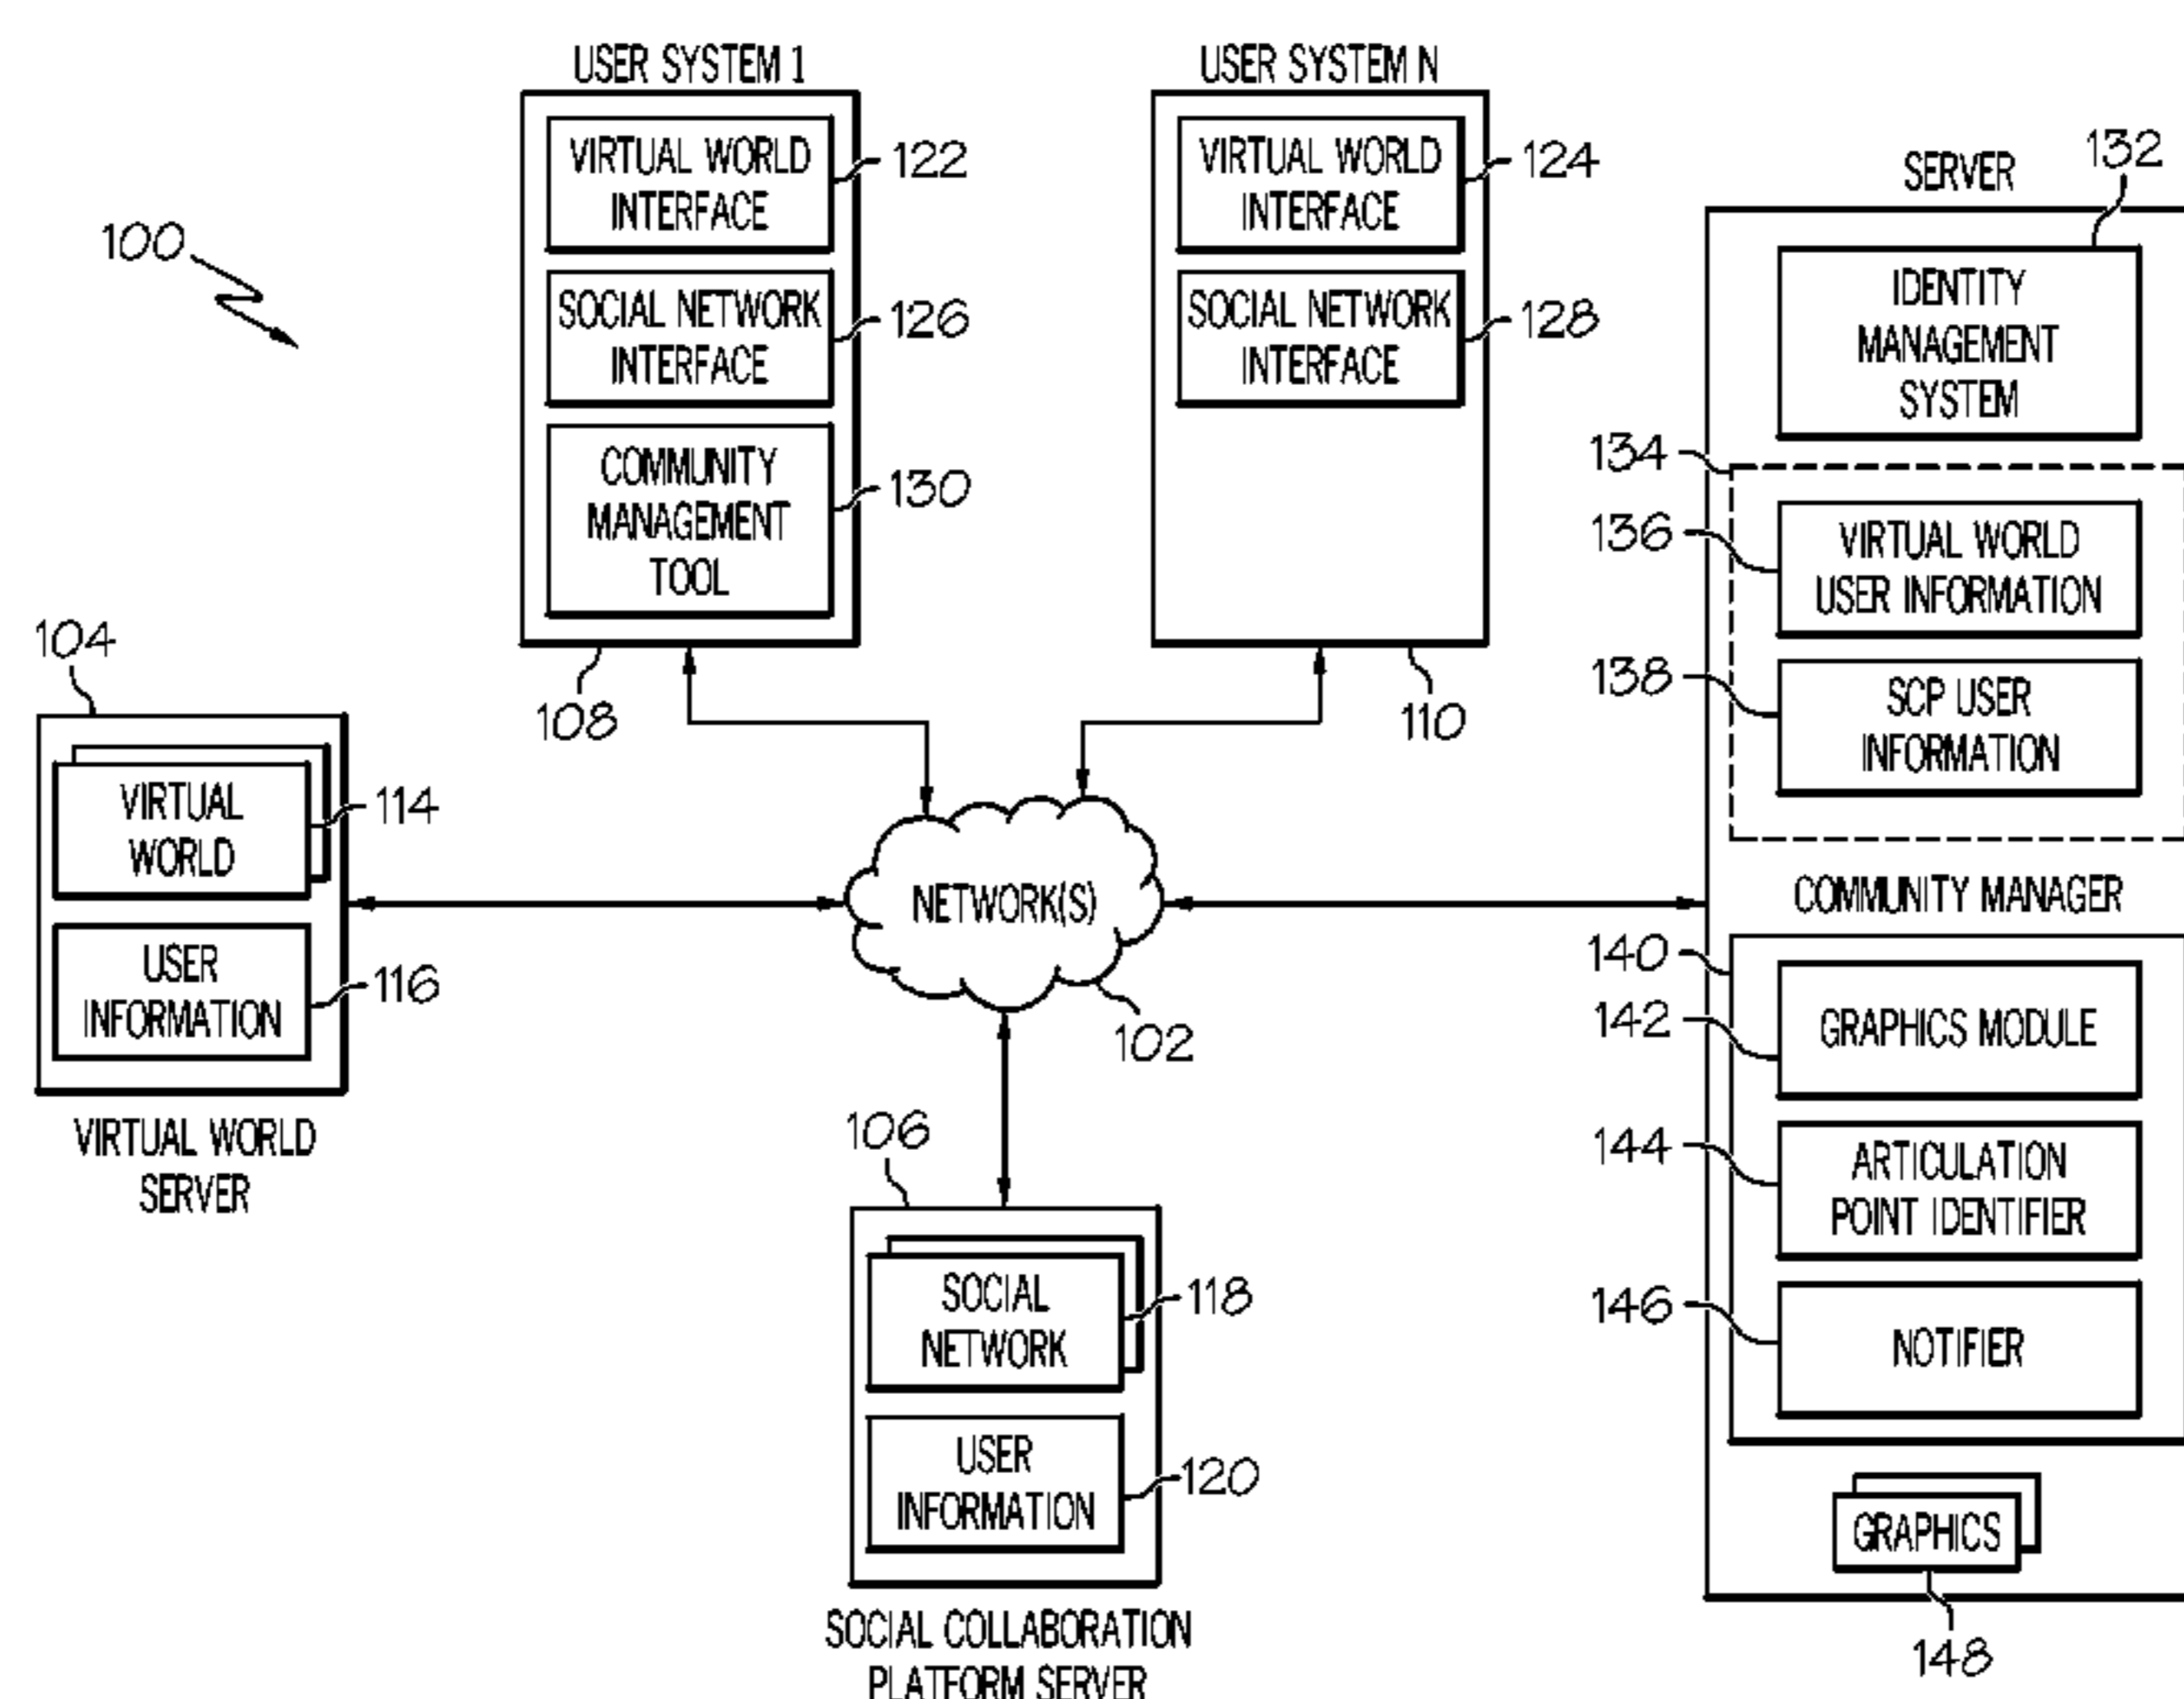 100
USER SYSTEM 1
VIRTUAL WORLD
INTERFACE
122
SOCIAL NETWORK
INTERFACE
126
COMMUNITY
MANAGEMENT
TOOL
130
108
USER SYSTEM N
VIRTUAL WORLD
INTERFACE
124
SOCIAL NETWORK
INTERFACE
128
110
104
VIRTUAL
WORLD
114
USER
INFORMATION
116
VIRTUAL WORLD
SERVER
NETWORK(S)
102
106
SOCIAL
NETWORK
118
USER
INFORMATION
120
SOCIAL COLLABORATION
PLATFORM SERVER
SERVER
132
IDENTITY
MANAGEMENT
SYSTEM
134
136
VIRTUAL WORLD
USER INFORMATION
138
SCP USER
INFORMATION
COMMUNITY MANAGER
140
142
GRAPHICS MODULE
144
ARTICULATION
POINT IDENTIFIER
146
NOTIFIER
GRAPHICS
148